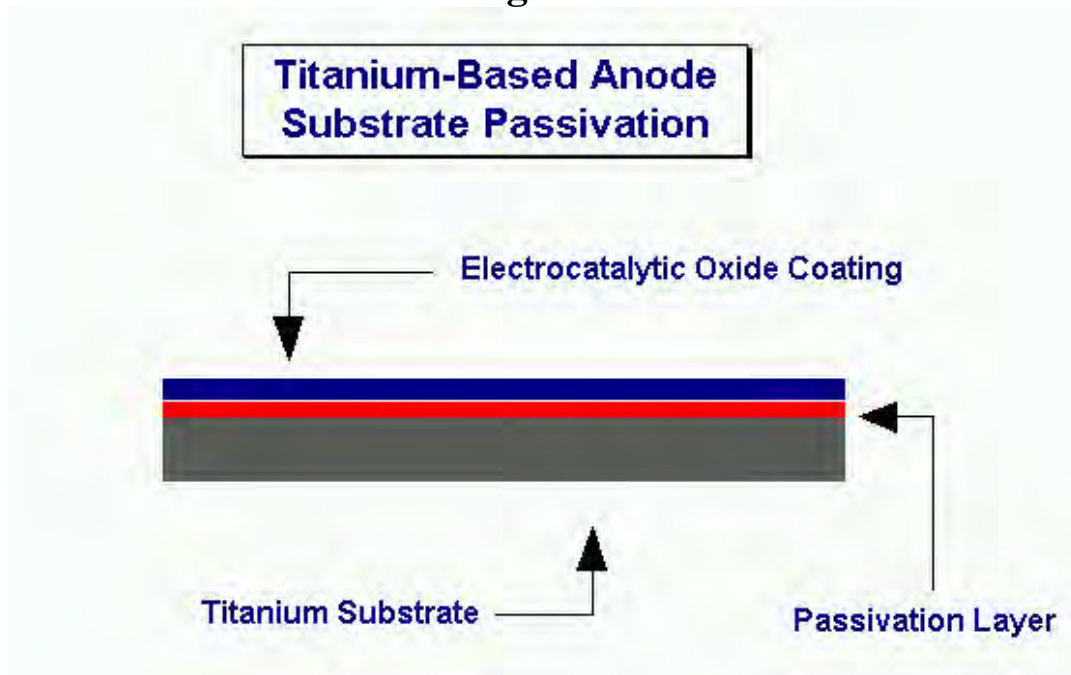 Titanium-Based Anode
Substrate Passivation
Electrocatalytic Oxide Coating
Titanium Substrate
Passivation Layer